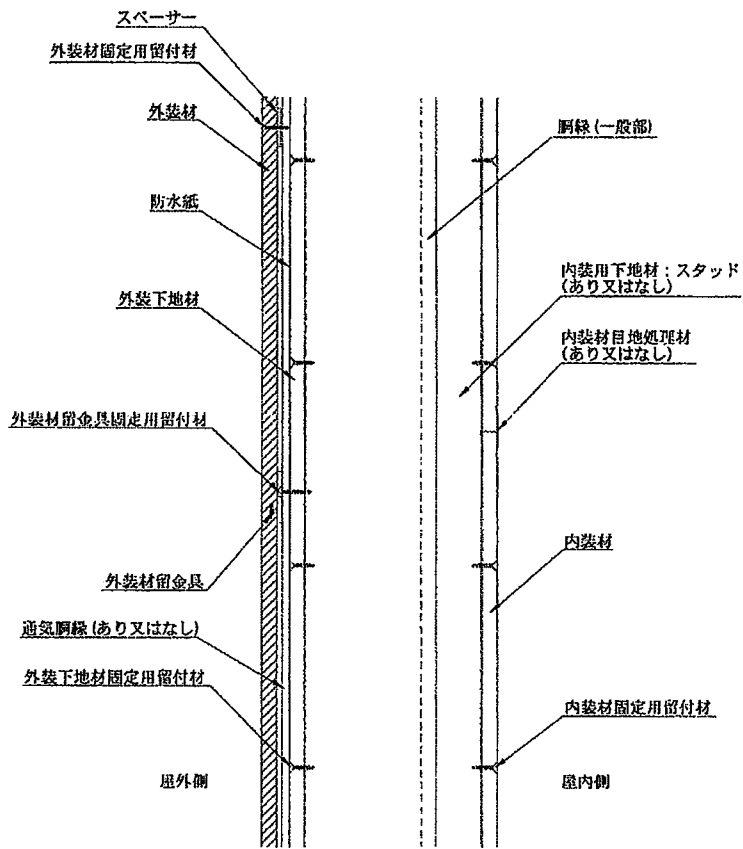 スペーサー
外装材固定用留付材
外装材
防水紙
外装下地材
外装材留金具固定用留付材
外装材留金具
通気胴縁(あり又はなし)
外装下地材固定用留付材
屋外側
胴縁(一般部)
内装用下地材：スタッド
(あり又はなし)
内装材目地処理材
(あり又はなし)
内装材
内装材固定用留付材
屋内側